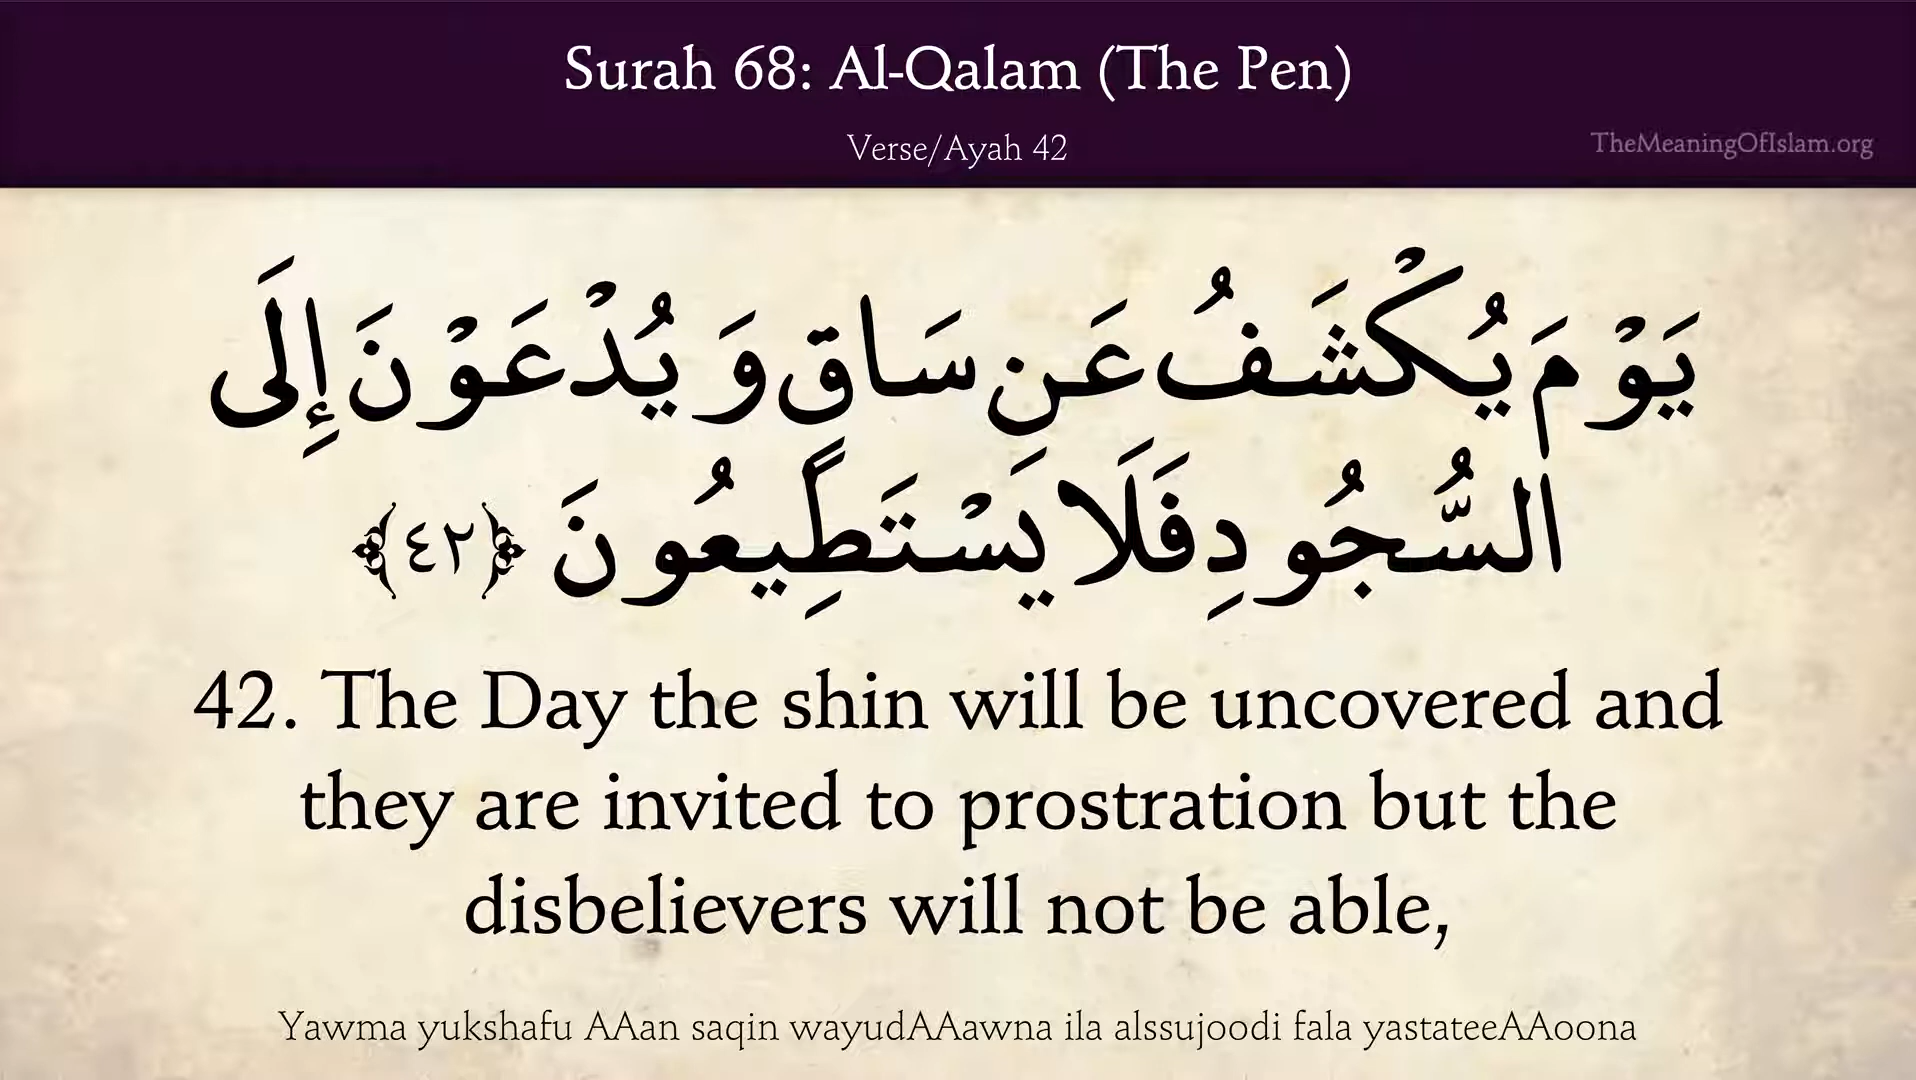 Surah 68: Al-Qalam (The Pen)
Verse/Ayah 42
TheMeaningOfIslam.org
يَوْمَ يُكْشَفُ عَن سَاقٍ وَيُدْعَوْنَ إِلَى
السُّجُودِ فَلَا يَسْتَطِيعُونَ ﴿٤٢﴾
42. The Day the shin will be uncovered and
they are invited to prostration but the
disbelievers will not be able,
Yawma yukshafu AAan saqin wayudAAawna ila alssujoodi fala yastateeAAoona